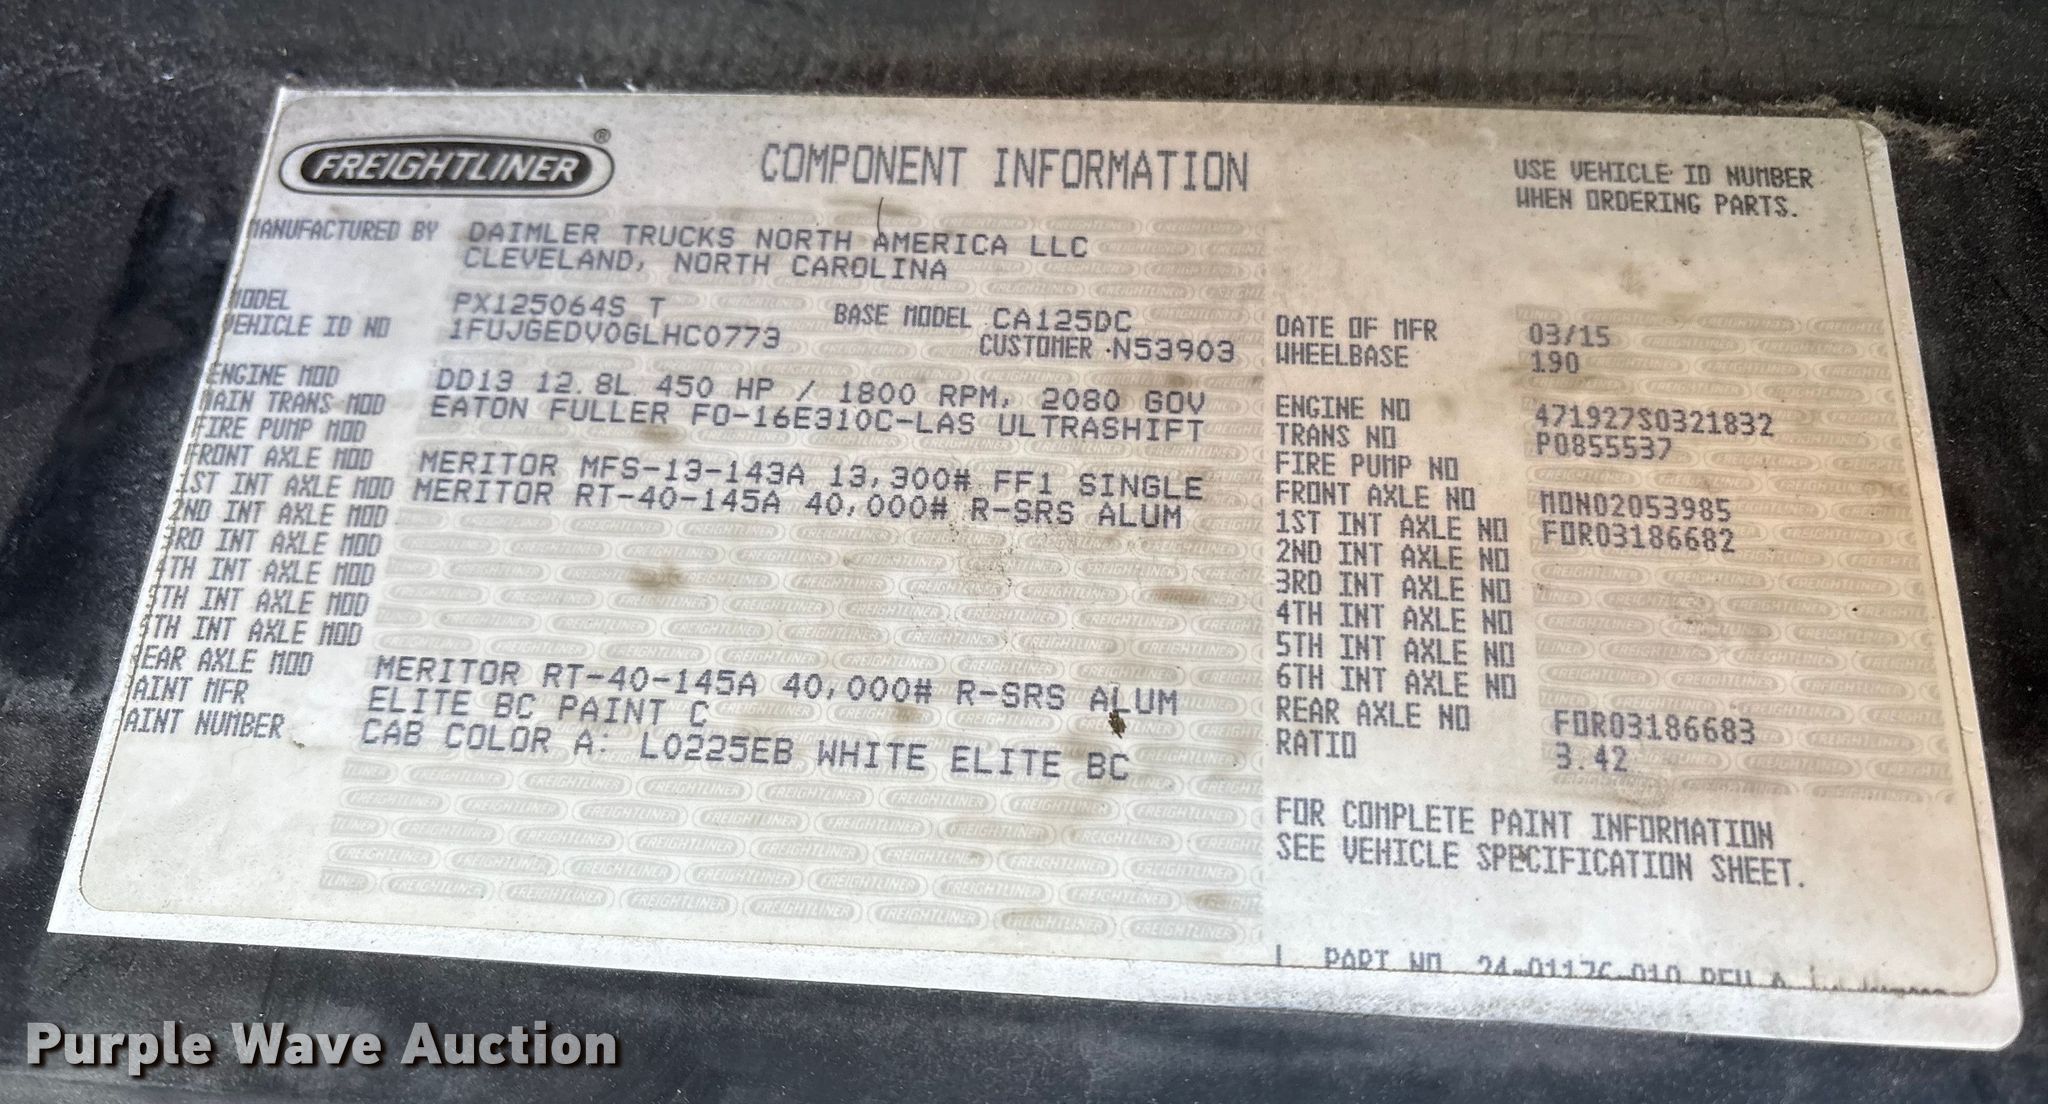 FREIGHTLINER ®
COMPONENT INFORMATION
USE VEHICLE ID NUMBER
WHEN ORDERING PARTS.
MANUFACTURED BY DAIMLER TRUCKS NORTH AMERICA LLC
CLEVELAND, NORTH CAROLINA
MODEL PX125064S T BASE MODEL CA125DC
VEHICLE ID NO 1FUJGEDV0GLHC0773 CUSTOMER N53903
ENGINE MOD DD13 12.8L 450 HP / 1800 RPM, 2080 GOV
MAIN TRANS MOD EATON FULLER FO-16E310C-LAS ULTRASHIFT
FIRE PUMP MOD
FRONT AXLE MOD MERITOR MFS-13-143A 13,300# FF1 SINGLE
1ST INT AXLE MOD MERITOR RT-40-145A 40,000# R-SRS ALUM
2ND INT AXLE MOD
3RD INT AXLE MOD
4TH INT AXLE MOD
5TH INT AXLE MOD
6TH INT AXLE MOD
REAR AXLE MOD MERITOR RT-40-145A 40,000# R-SRS ALUM
PAINT MFR ELITE BC PAINT C
PAINT NUMBER CAB COLOR A: L0225EB WHITE ELITE BC
DATE OF MFR 03/15
WHEELBASE 190
ENGINE NO 471927S0321832
TRANS NO P0855537
FIRE PUMP NO
FRONT AXLE NO MON02053985
1ST INT AXLE NO FOR03186682
2ND INT AXLE NO
3RD INT AXLE NO
4TH INT AXLE NO
5TH INT AXLE NO
6TH INT AXLE NO
REAR AXLE NO FOR03186683
RATIO 3.42
FOR COMPLETE PAINT INFORMATION
SEE VEHICLE SPECIFICATION SHEET.
PART NO. 24-01176-010 REV A
Purple Wave Auction